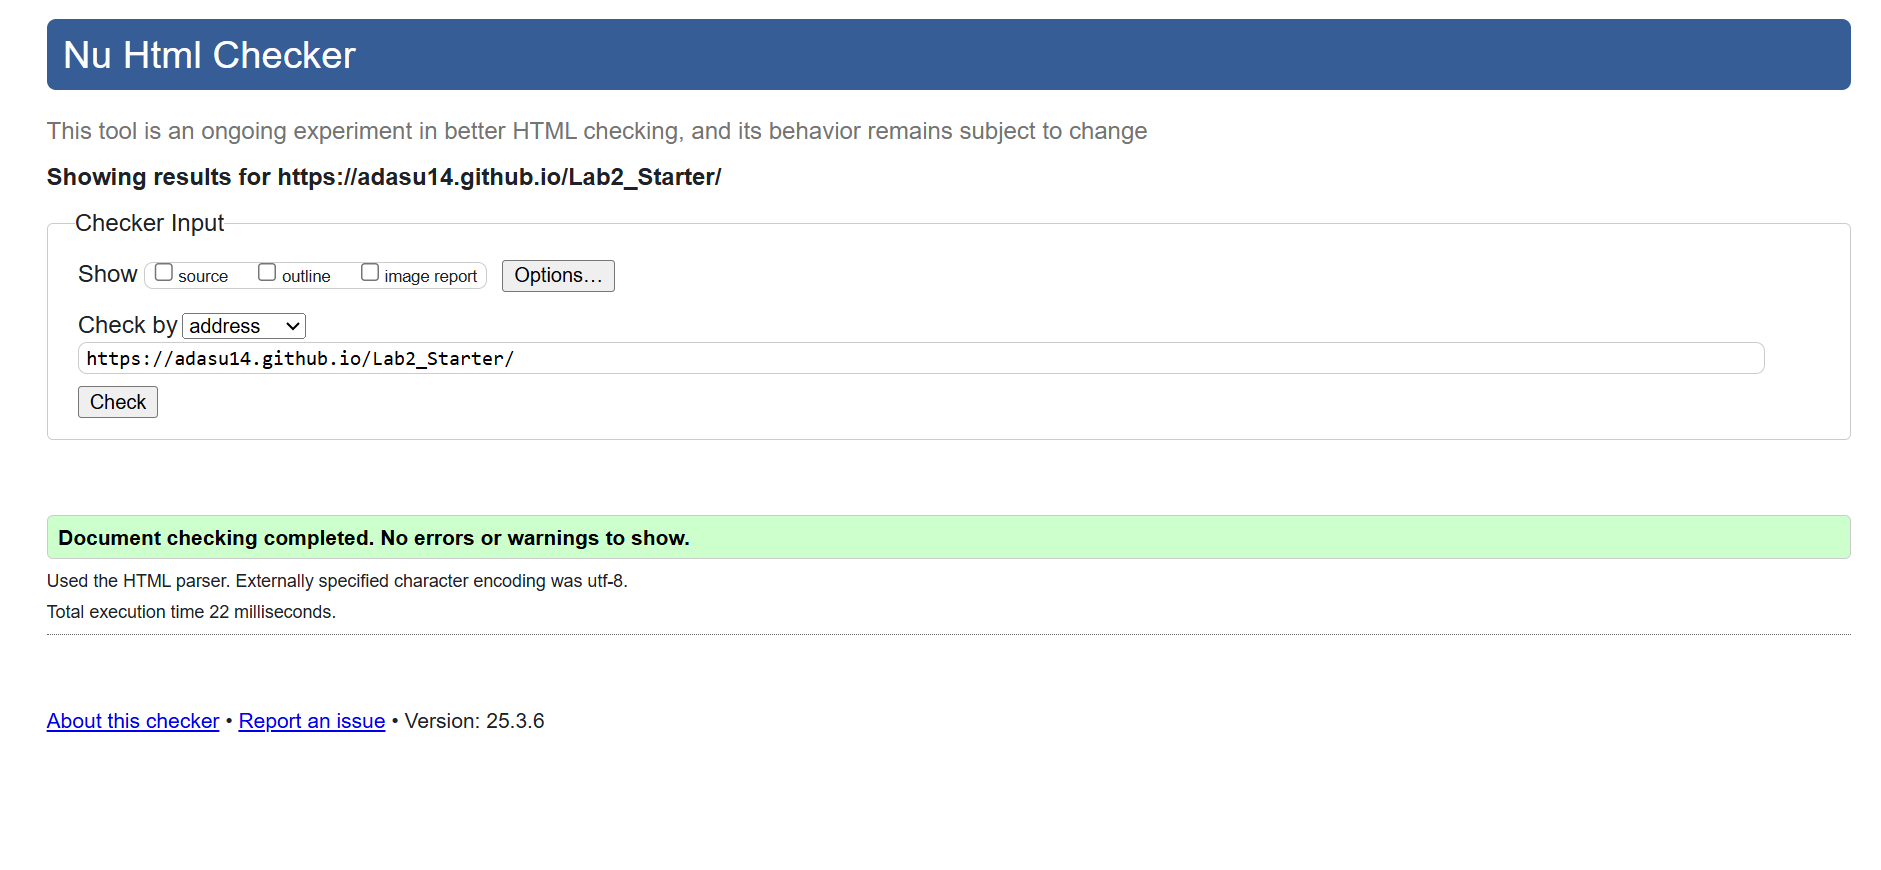 Nu Html Checker
This tool is an ongoing experiment in better HTML checking, and its behavior remains subject to change
Showing results for https://adasu14.github.io/Lab2_Starter/
Checker Input
Show source outline image report Options...
Check by address
https://adasu14.github.io/Lab2_Starter/
Check
Document checking completed. No errors or warnings to show.
Used the HTML parser. Externally specified character encoding was utf-8.
Total execution time 22 milliseconds.
About this checker • Report an issue • Version: 25.3.6